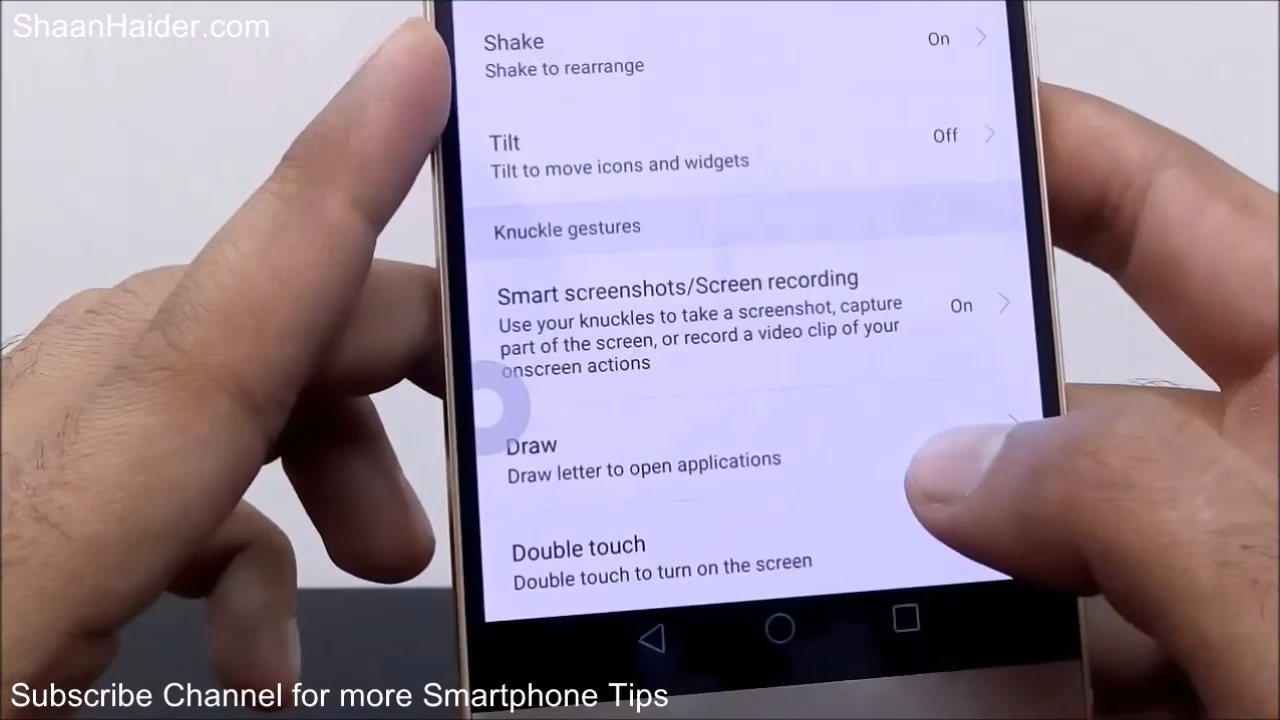 ShaanHaider.com
Shake
On
Shake to rearrange
Tilt
Off
Tilt to move icons and widgets
Knuckle gestures
Smart screenshots/Screen recording
Use your knuckles to take a screenshot, capture
On
part of the screen, or record a video clip of your
onscreen actions
Draw
Draw letter to open applications
Double touch
Double touch to turn on the screen
Subscribe Channel for more Smartphone Tips